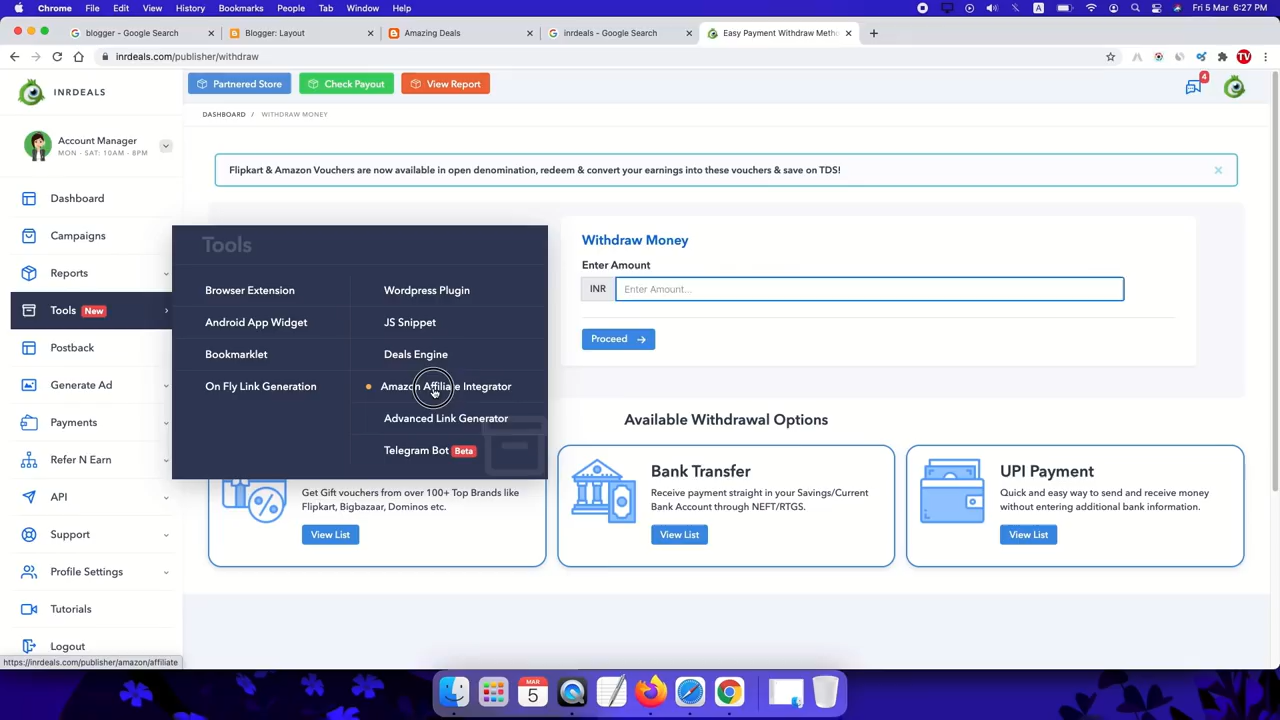 Chrome File Edit View History Bookmarks People Tab Window Help
A
Fri 5 Mar 6:27 PM
blogger - Google Search
Blogger: Layout
Amazing Deals
inrdeals - Google Search
Easy Payment Withdraw Meth
inrdeals.com/publisher/withdraw
TV
INRDEALS
Partnered Store
Check Payout
View Report
4
DASHBOARD / WITHDRAW MONEY
Account Manager
MON - SAT: 10AM - 8PM
Flipkart & Amazon Vouchers are now available in open denomination, redeem & convert your earnings into these vouchers & save on TDS!
Dashboard
Campaigns
Reports
Tools New
Postback
Generate Ad
Payments
Refer N Earn
API
Support
Profile Settings
Tutorials
Logout
Tools
Browser Extension
Android App Widget
Bookmarklet
On Fly Link Generation
Wordpress Plugin
JS Snippet
Deals Engine
Amazon Affiliate Integrator
Advanced Link Generator
Telegram Bot Beta
Withdraw Money
Enter Amount
INR
Enter Amount...
Proceed
Available Withdrawal Options
Get Gift vouchers from over 100+ Top Brands like
Flipkart, Bigbazaar, Dominos etc.
View List
Bank Transfer
Receive payment straight in your Savings/Current
Bank Account through NEFT/RTGS.
View List
UPI Payment
Quick and easy way to send and receive money
without entering additional bank information.
View List
https://inrdeals.com/publisher/amazon/affiliate
MAR
5